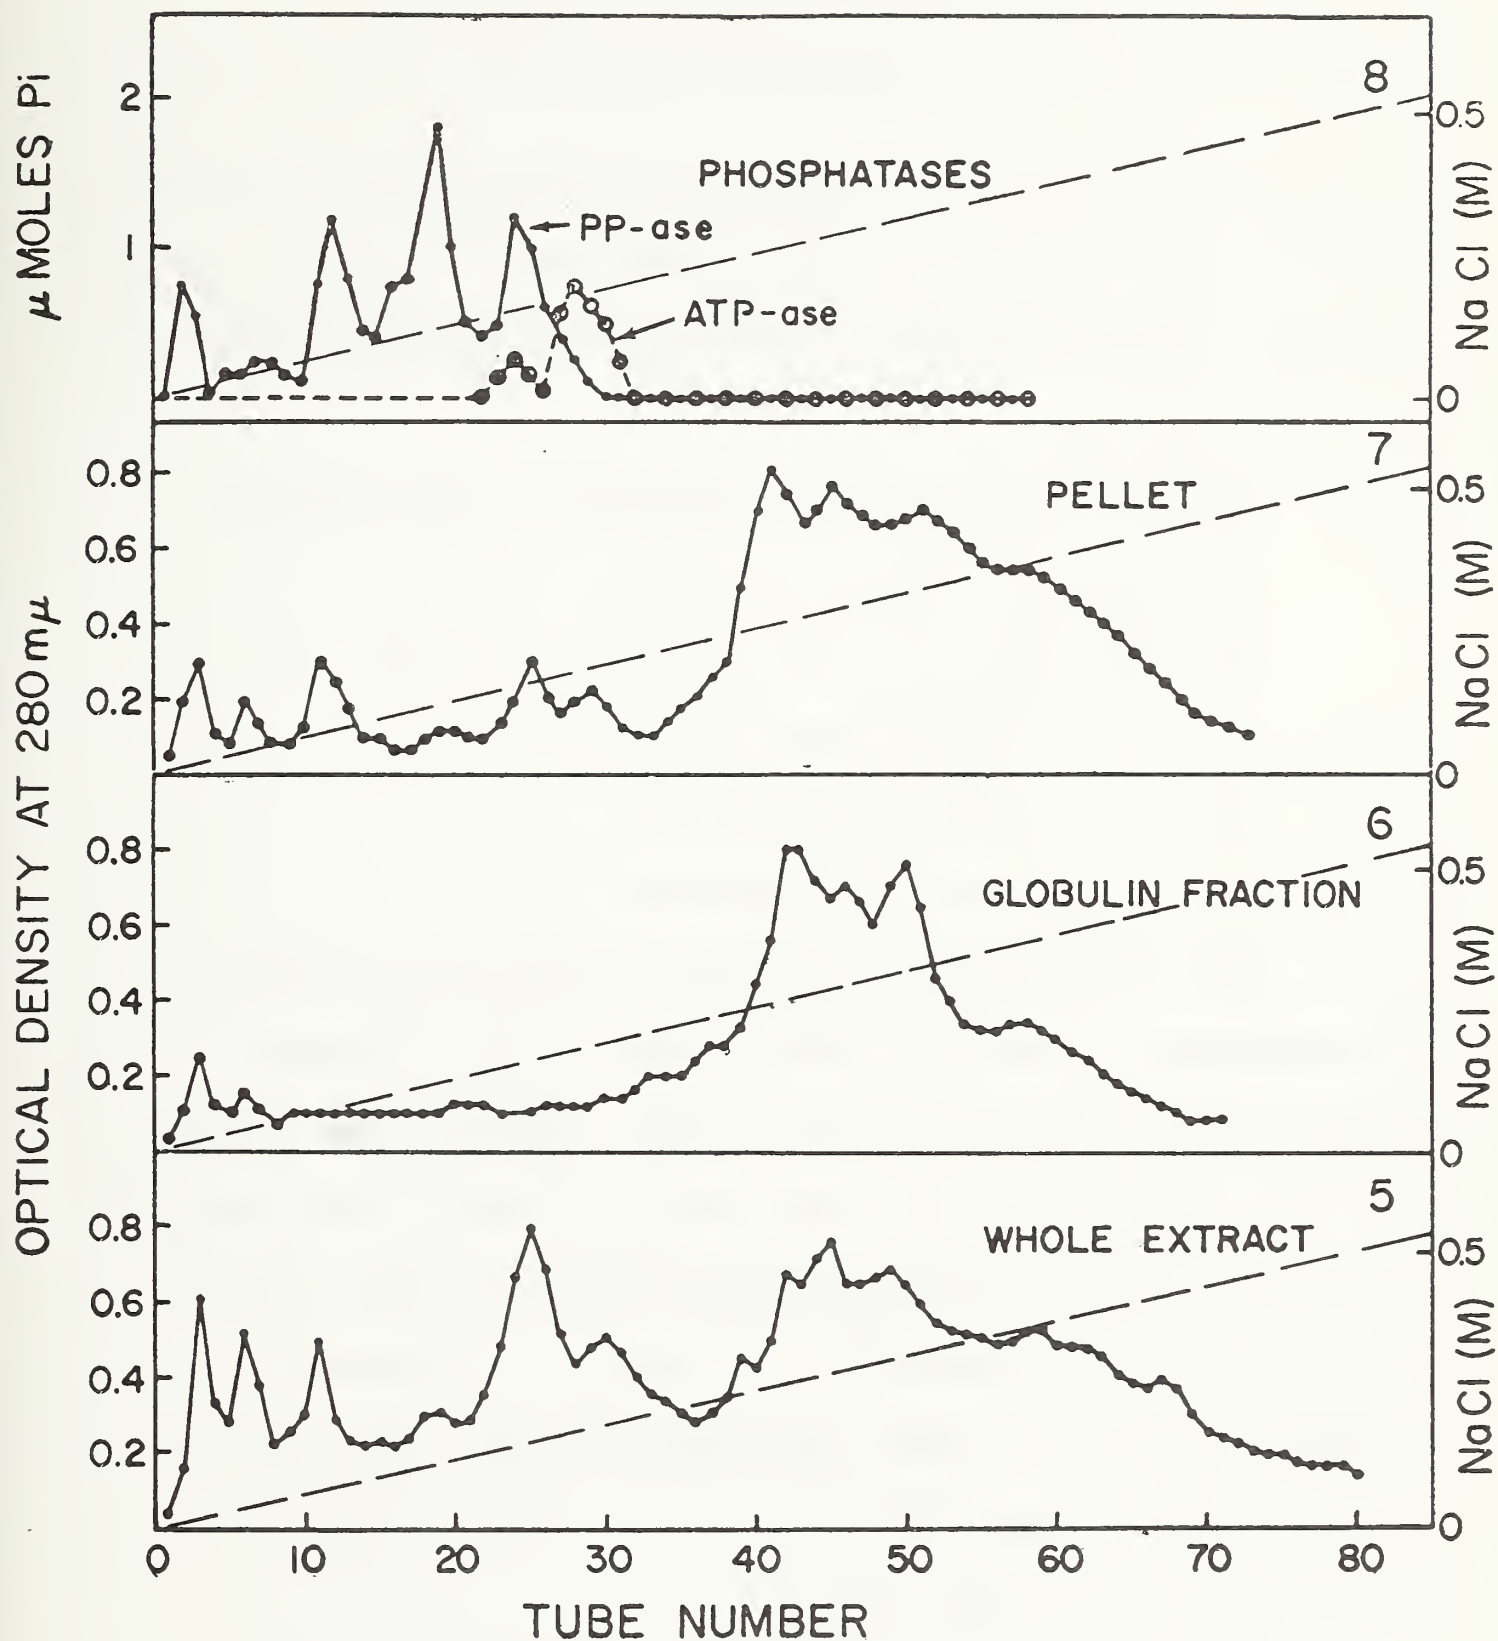 μ MOLES Pi
2
1
8
PHOSPHATASES
PP-ase
ATP-ase
0.5
0
NaCl (M)
OPTICAL DENSITY AT 280mμ
7
PELLET
0.8
0.6
0.4
0.2
0.5
0
NaCl (M)
6
GLOBULIN FRACTION
0.8
0.6
0.4
0.2
0.5
0
NaCl (M)
5
WHOLE EXTRACT
0.8
0.6
0.4
0.2
0.5
0
NaCl (M)
0 10 20 30 40 50 60 70 80
TUBE NUMBER